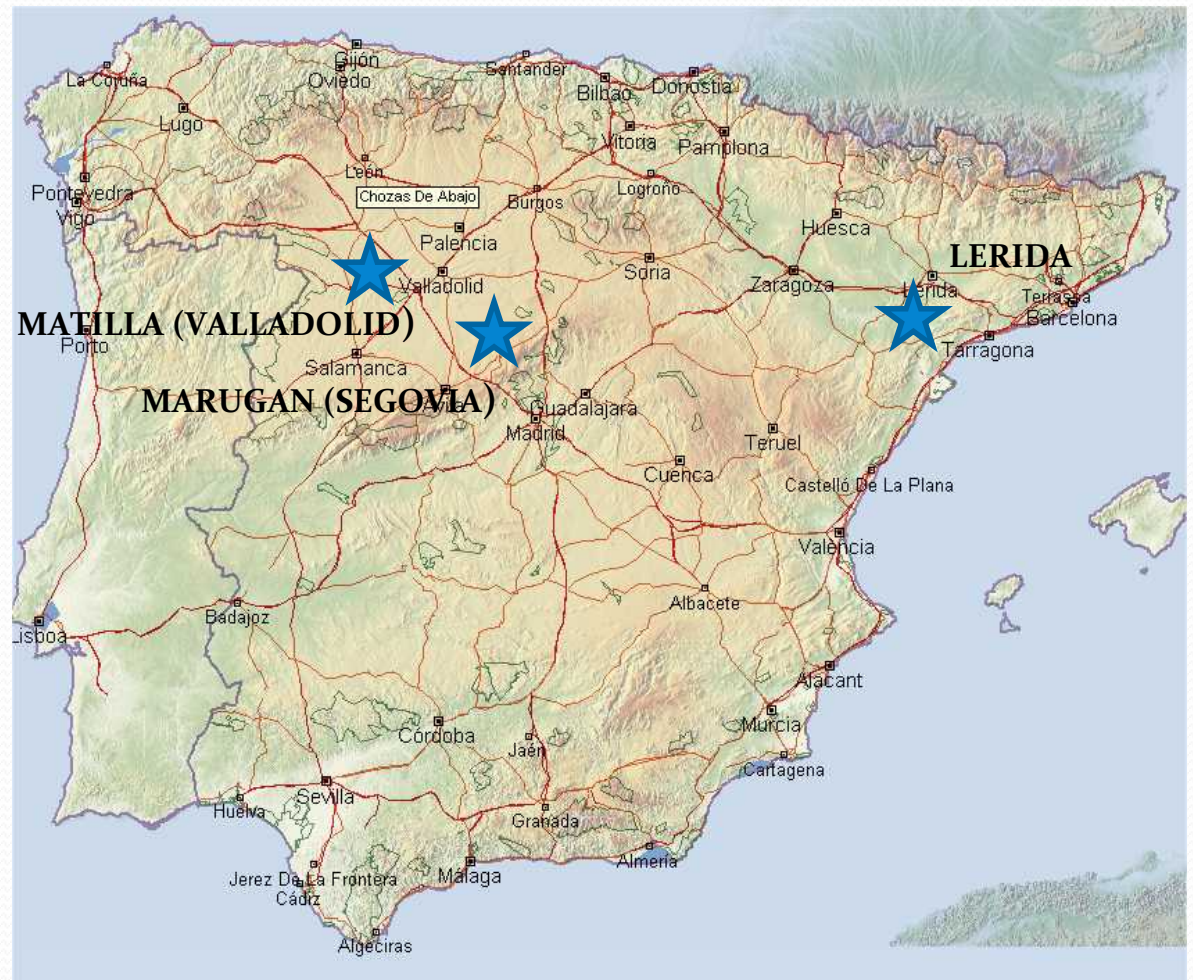 Gijón
La Coruña
Oviedo
Santander
Bilbao
Donostia
Lugo
Vitoria
Pamplona
León
Pontevedra
Logroño
Chozas De Abajo
Burgos
Vigo
Huesca
Palencia
LERIDA
Soria
Valladolid
Zaragoza
Lérida
Terrassa
Barcelona
MATILLA (VALLADOLID)
Porto
Tarragona
Salamanca
MARUGAN (SEGOVIA)
Guadalajara
Madrid
Teruel
Cuenca
Castelló De La Plana
València
Albacete
Badajoz
Lisboa
Alacant
Murcia
Córdoba
Jaén
Cartagena
Sevilla
Huelva
Granada
Almería
Jerez De La Frontera
Málaga
Cádiz
Algeciras